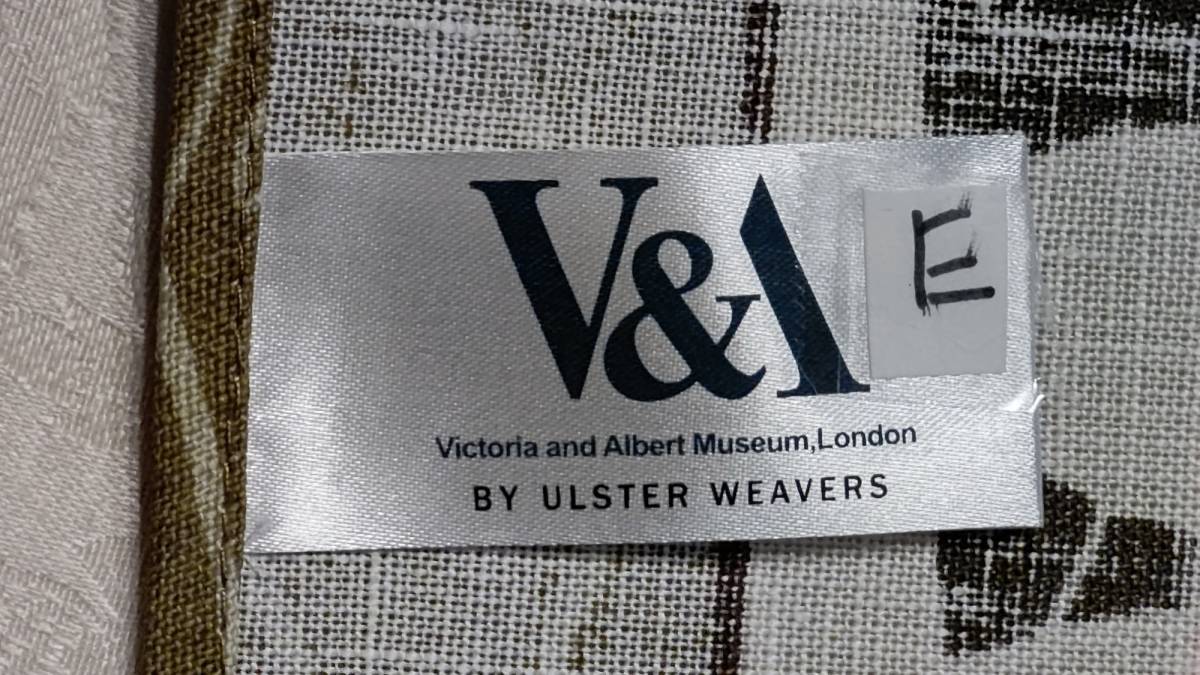 V&A
E
Victoria and Albert Museum,London
BY ULSTER WEAVERS